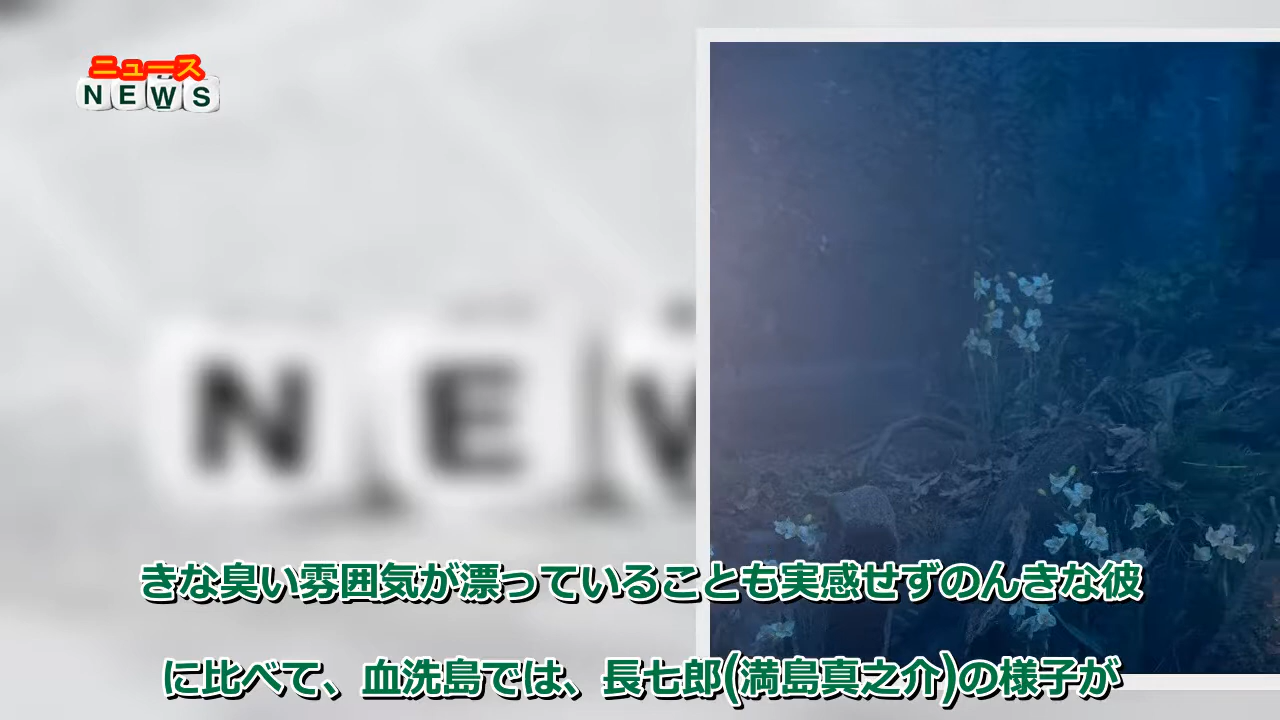 ニュース
NEWS
NEW
きな臭い雰囲気が漂っていることも実感せずのんきな彼
に比べて、血洗島では、長七郎(満島真之介)の様子が